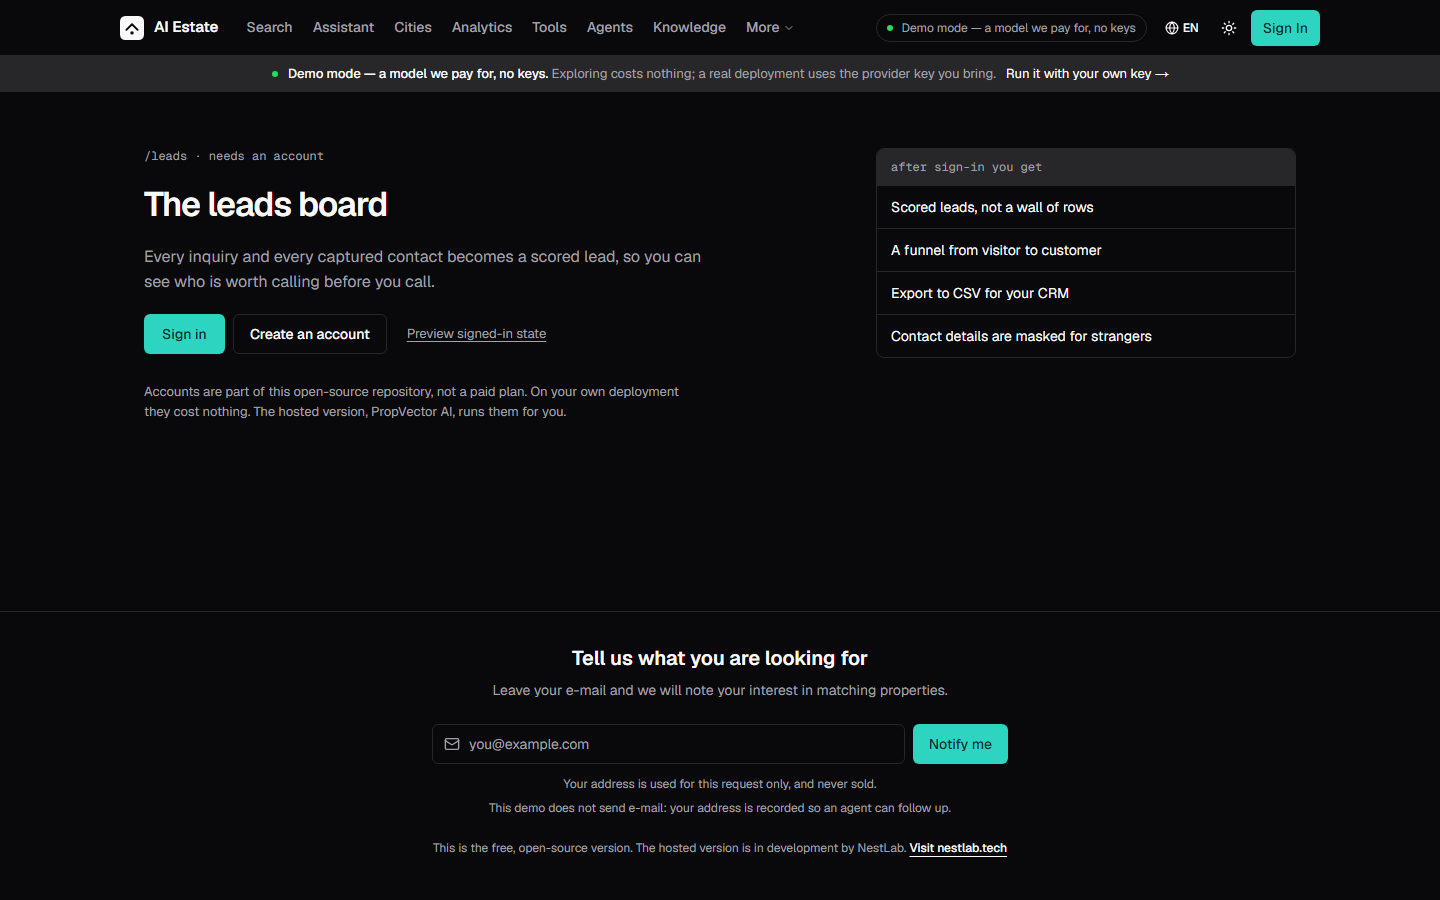 AI Estate
Search
Assistant
Cities
Analytics
Tools
Agents
Knowledge
More
Demo mode — a model we pay for, no keys
EN
Sign In
Demo mode — a model we pay for, no keys. Exploring costs nothing; a real deployment uses the provider key you bring. Run it with your own key →
/leads · needs an account
The leads board
Every inquiry and every captured contact becomes a scored lead, so you can
see who is worth calling before you call.
Sign in
Create an account
Preview signed-in state
Accounts are part of this open-source repository, not a paid plan. On your own deployment
they cost nothing. The hosted version, PropVector AI, runs them for you.
after sign-in you get
Scored leads, not a wall of rows
A funnel from visitor to customer
Export to CSV for your CRM
Contact details are masked for strangers
Tell us what you are looking for
Leave your e-mail and we will note your interest in matching properties.
you@example.com
Notify me
Your address is used for this request only, and never sold.
This demo does not send e-mail: your address is recorded so an agent can follow up.
This is the free, open-source version. The hosted version is in development by NestLab. Visit nestlab.tech